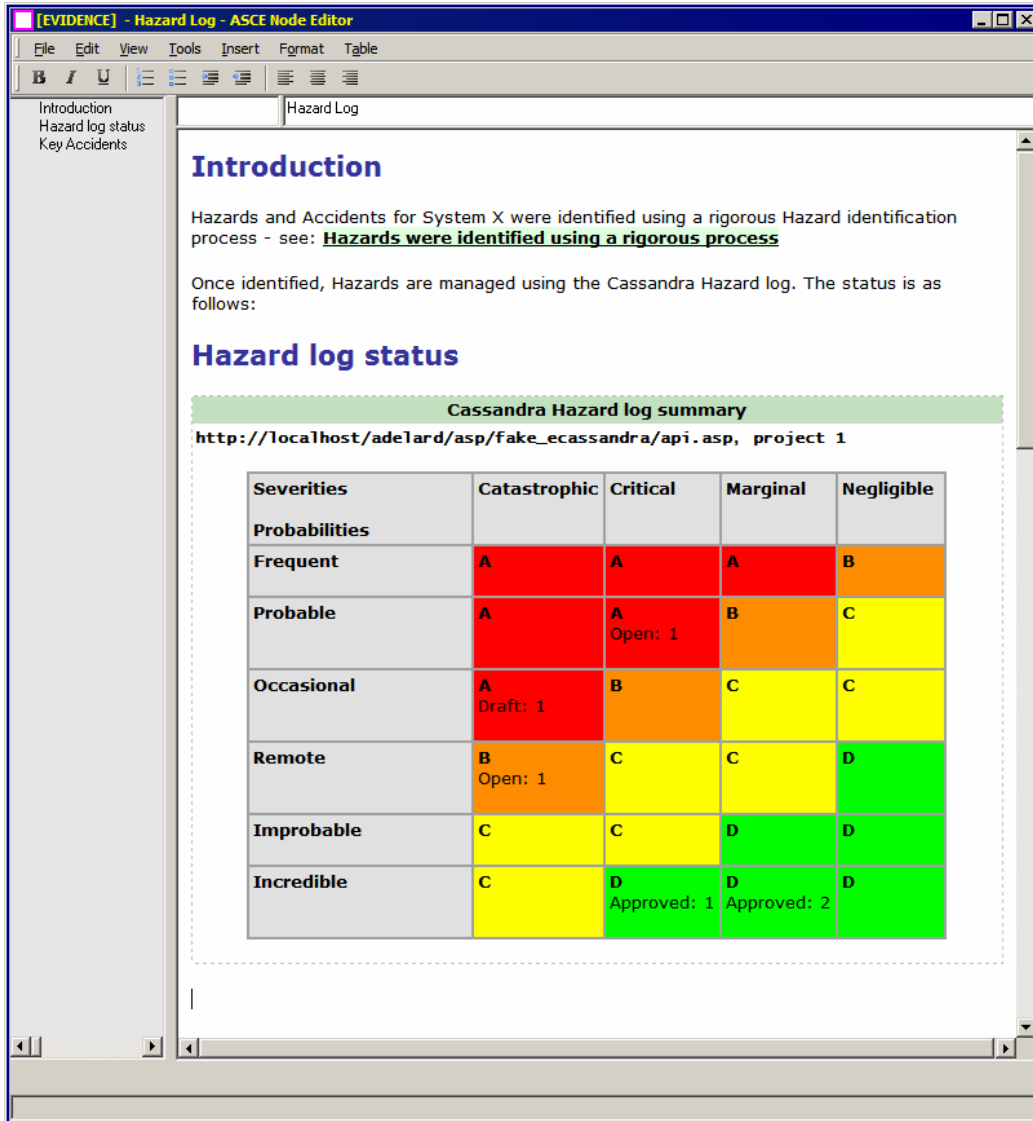 [EVIDENCE] - Hazard Log - ASCE Node Editor
File Edit View Tools Insert Format Table
B I U
Introduction
Hazard log status
Key Accidents
Hazard Log
Introduction
Hazards and Accidents for System X were identified using a rigorous Hazard identification
process - see: Hazards were identified using a rigorous process
Once identified, Hazards are managed using the Cassandra Hazard log. The status is as
follows:
Hazard log status
Cassandra Hazard log summary
http://localhost/adelard/asp/fake_ecassandra/api.asp, project 1
Severities Catastrophic Critical Marginal Negligible
Probabilities
Frequent A A A B
Probable A A B C
Open: 1
Occasional A B C C
Draft: 1
Remote B C C D
Open: 1
Improbable C C D D
Incredible C D D D
Approved: 1 Approved: 2